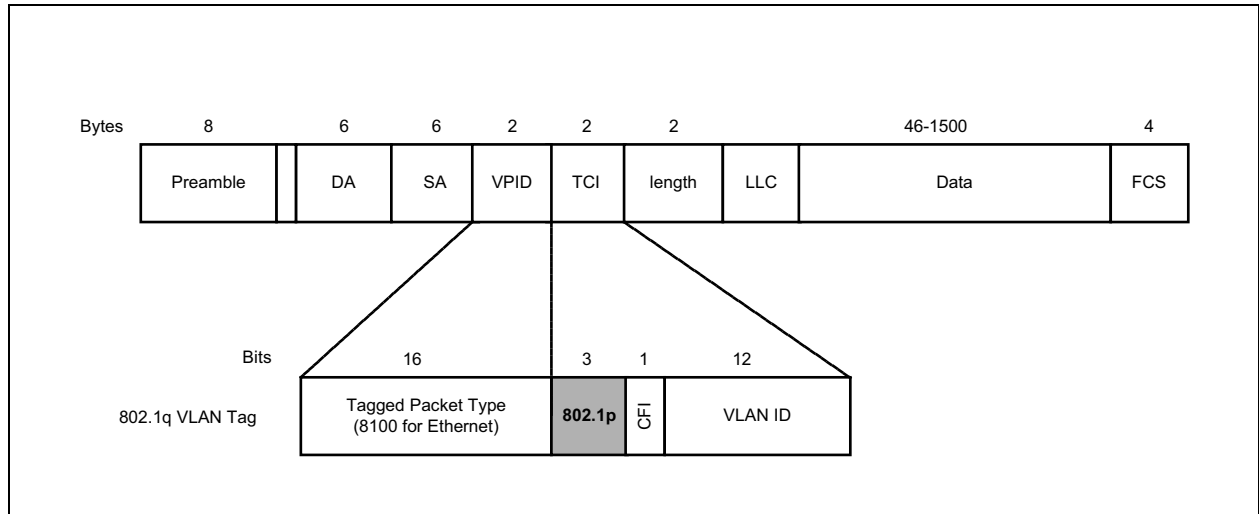 Bytes 8 6 6 2 2 2 46-1500 4
Preamble DA SA VPID TCI length LLC Data FCS
Bits 16 3 1 12
802.1q VLAN Tag
Tagged Packet Type
(8100 for Ethernet)
802.1p
CFI
VLAN ID